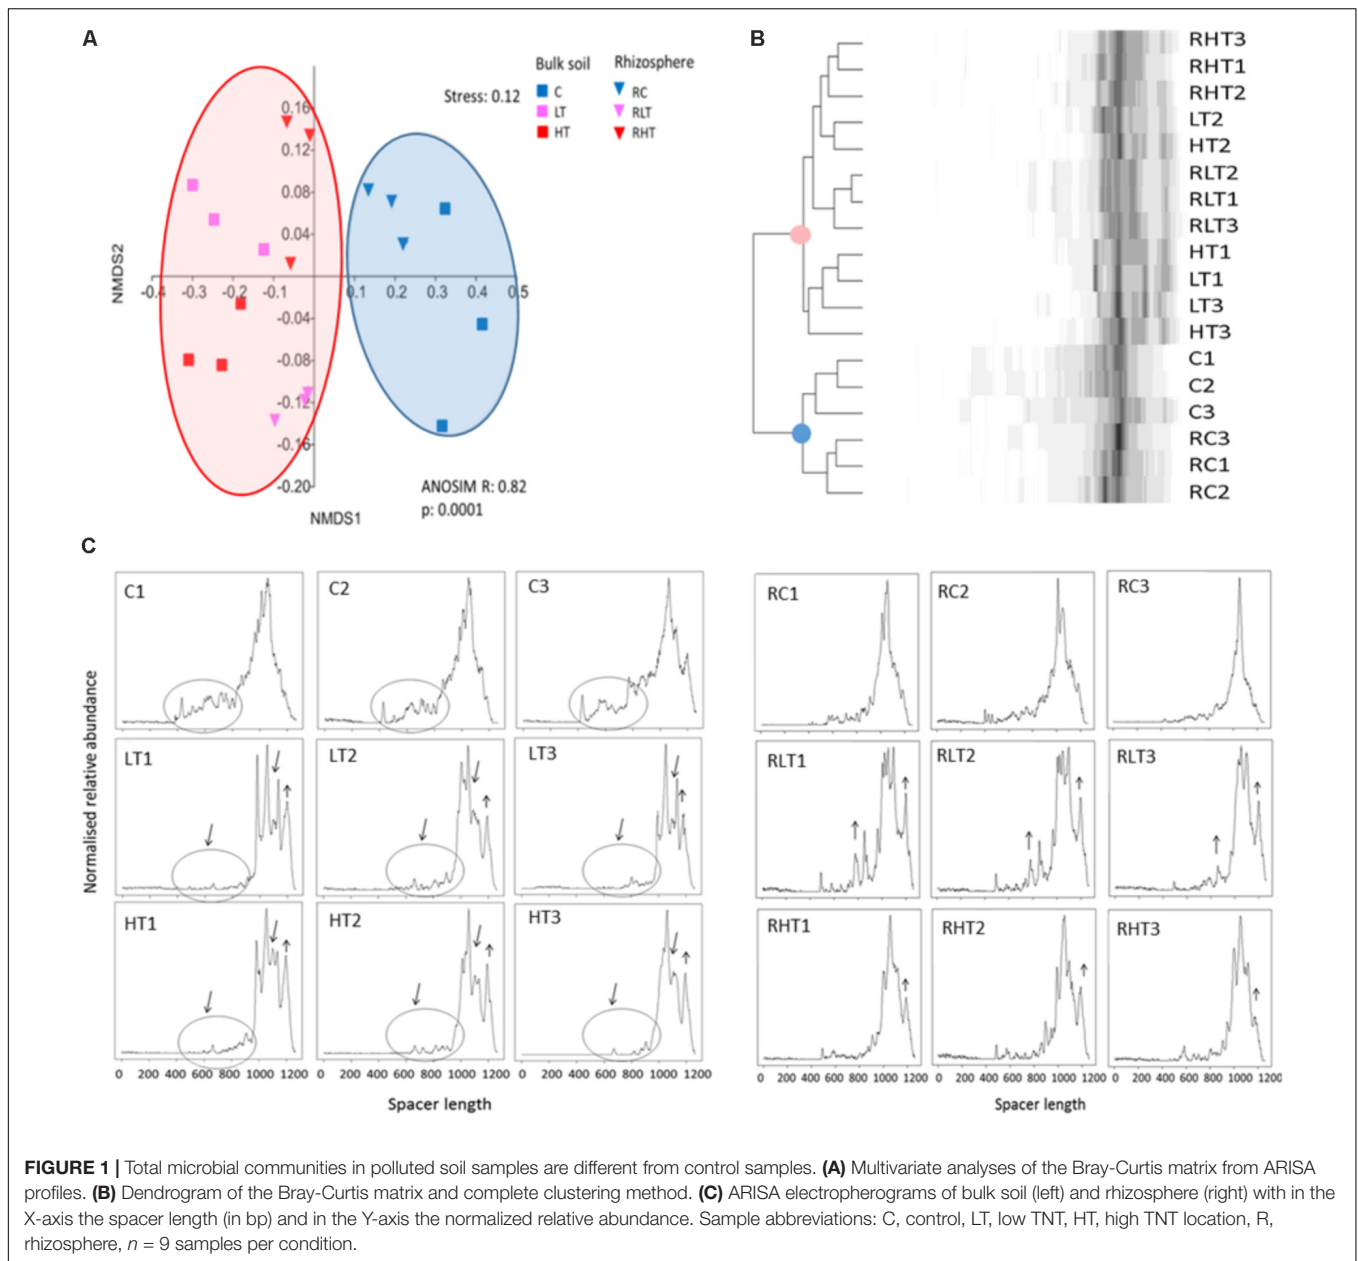 A
Stress: 0.12
Bulk soil
C
LT
HT
Rhizosphere
RC
RLT
RHT
0.16
0.12
0.08
0.04
-0.4 -0.3 -0.2 -0.1 0.1 0.2 0.3 0.4 0.5
-0.04
-0.08
-0.12
-0.16
-0.20
NMDS2
NMDS1
ANOSIM R: 0.82
p: 0.0001
B
RHT3
RHT1
RHT2
LT2
HT2
RLT2
RLT1
RLT3
HT1
LT1
LT3
HT3
C1
C2
C3
RC3
RC1
RC2
C
Normalised relative abundance
C1 C2 C3 RC1 RC2 RC3
LT1 LT2 LT3 RLT1 RLT2 RLT3
HT1 HT2 HT3 RHT1 RHT2 RHT3
0 200 400 600 800 1000 1200 0 200 400 600 800 1000 1200 0 200 400 600 800 1000 1200 0 200 400 600 800 1000 1200 0 200 400 600 800 1000 1200 0 200 400 600 800 1000 1200
Spacer length Spacer length
FIGURE 1 | Total microbial communities in polluted soil samples are different from control samples. (A) Multivariate analyses of the Bray-Curtis matrix from ARISA
profiles. (B) Dendrogram of the Bray-Curtis matrix and complete clustering method. (C) ARISA electropherograms of bulk soil (left) and rhizosphere (right) with in the
X-axis the spacer length (in bp) and in the Y-axis the normalized relative abundance. Sample abbreviations: C, control, LT, low TNT, HT, high TNT location, R,
rhizosphere, n = 9 samples per condition.